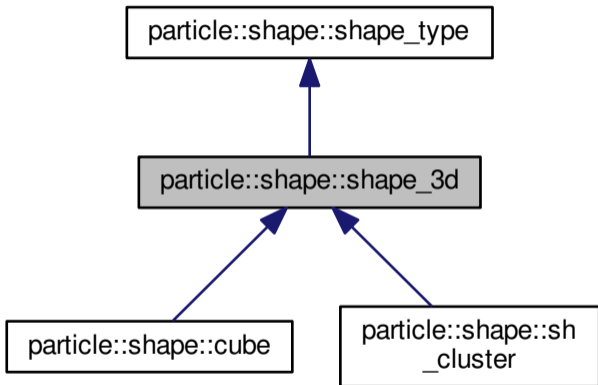 particle::shape::shape_type
particle::shape::shape_3d
particle::shape::cube
particle::shape::sh
_cluster